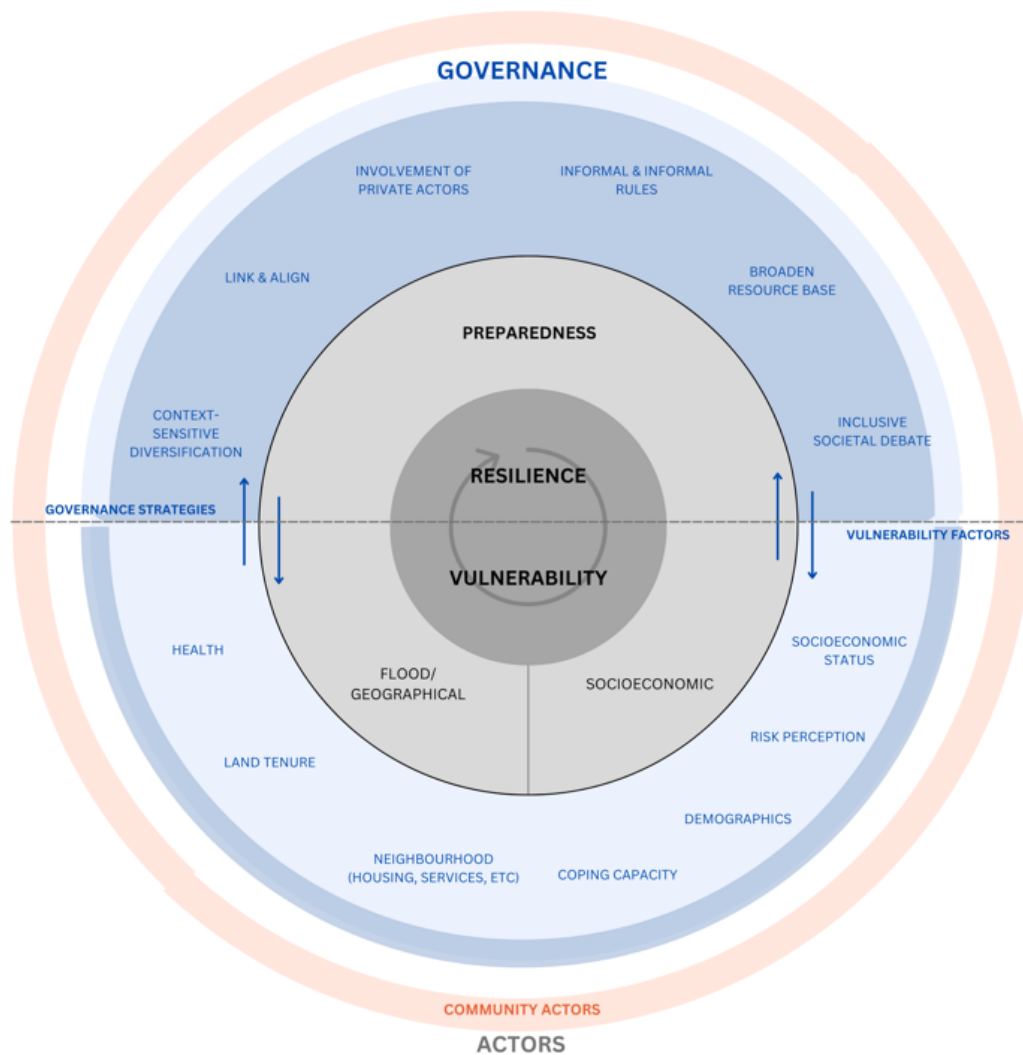 GOVERNANCE
INVOLVEMENT OF
PRIVATE ACTORS
INFORMAL & INFORMAL
RULES
LINK & ALIGN
BROADEN
RESOURCE BASE
PREPAREDNESS
CONTEXT-
SENSITIVE
DIVERSIFICATION
INCLUSIVE
SOCIETAL DEBATE
RESILIENCE
GOVERNANCE STRATEGIES
VULNERABILITY FACTORS
VULNERABILITY
HEALTH
SOCIOECONOMIC
STATUS
FLOOD/
GEOGRAPHICAL
SOCIOECONOMIC
RISK PERCEPTION
LAND TENURE
DEMOGRAPHICS
NEIGHBOURHOOD
(HOUSING, SERVICES, ETC)
COPING CAPACITY
COMMUNITY ACTORS
ACTORS